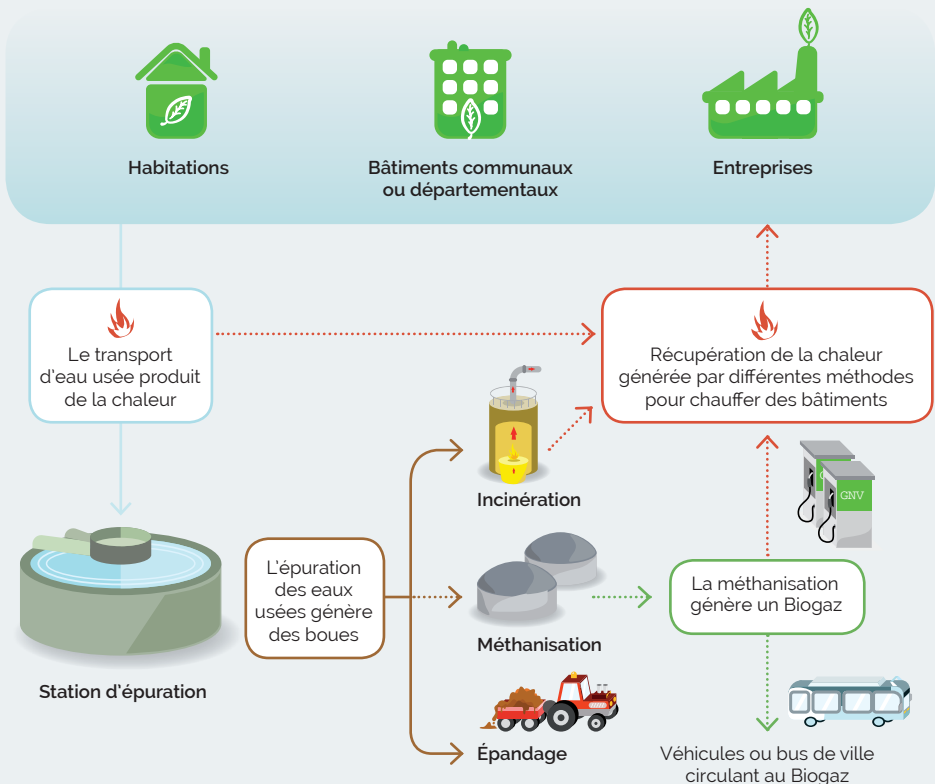 Habitations
Bâtiments communaux
ou départementaux
Entreprises
Le transport
d'eau usée produit
de la chaleur
Récupération de la chaleur
générée par différentes méthodes
pour chauffer des bâtiments
Incinération
GNV
L'épuration
des eaux
usées génère
des boues
La méthanisation
génère un Biogaz
Méthanisation
Station d'épuration
Épandage
Véhicules ou bus de ville
circulant au Biogaz